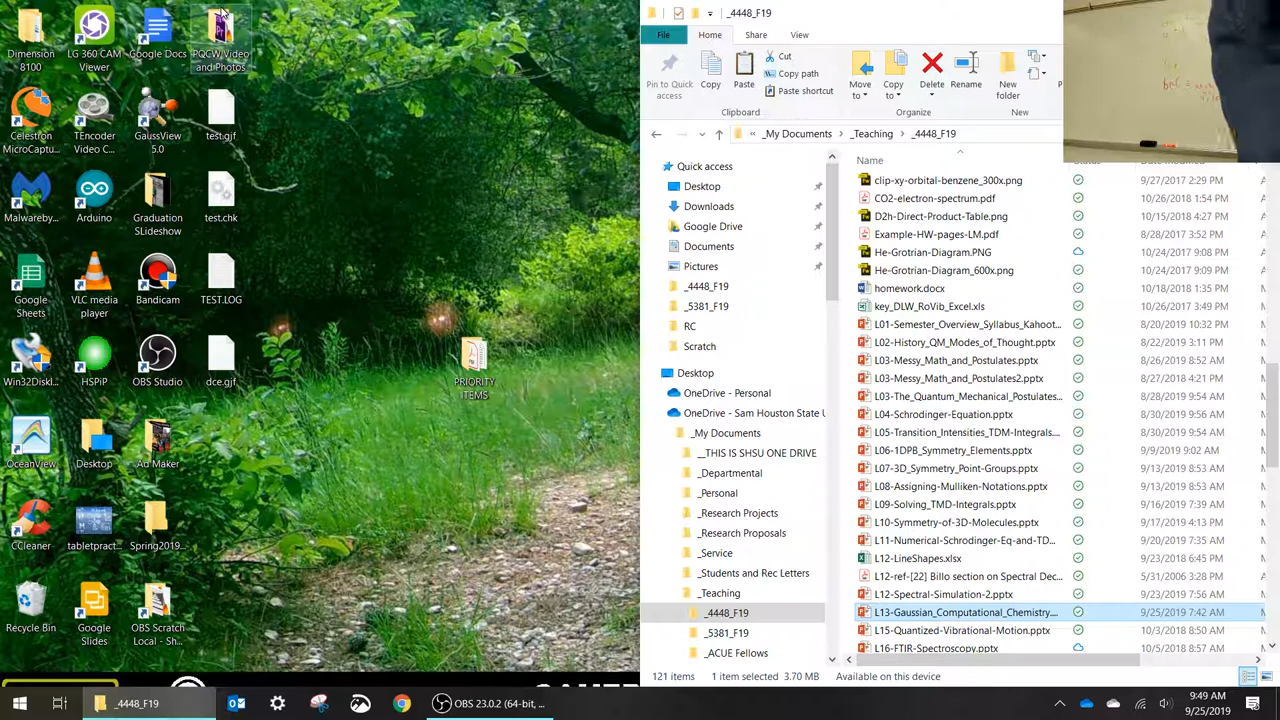 Dimension 8100
LG 360 CAM Viewer
Google Docs
PQCW Video and Photos
Celestron MicroCaptu...
TEncoder Video C...
GaussView 5.0
test.gjf
Malwareby...
Arduino
Graduation SLideshow
test.chk
Google Sheets
VLC media player
Bandicam
TEST.LOG
Win32DiskI...
HSPiP
OBS Studio
dce.gjf
PRIORITY ITEMS
OceanView
Desktop
Ad Maker
CCleaner
tabletpract...
Spring2019...
Recycle Bin
Google Slides
OBS Scratch Local - Sh...
_4448_F19
File Home Share View
Pin to Quick access
Copy
Paste
Cut
Copy path
Paste shortcut
Move to
Copy to
Delete
Rename
New folder
Clipboard Organize New
« _My Documents > _Teaching > _4448_F19
Quick access
Desktop
Downloads
Google Drive
Documents
Pictures
_4448_F19
_5381_F19
RC
Scratch
Desktop
OneDrive - Personal
OneDrive - Sam Houston State U
_My Documents
__THIS IS SHSU ONE DRIVE
_Departmental
_Personal
_Research Projects
_Research Proposals
_Service
_Students and Rec Letters
_Teaching
_4448_F19
_5381_F19
_ACUE Fellows
Name Status Date modified
clip-xy-orbital-benzene_300x.png 9/27/2017 2:29 PM
CO2-electron-spectrum.pdf 10/26/2018 1:54 PM
D2h-Direct-Product-Table.png 10/15/2018 4:27 PM
Example-HW-pages-LM.pdf 8/28/2017 3:52 PM
He-Grotrian-Diagram.PNG 10/24/2017 9:08 PM
He-Grotrian-Diagram_600x.png 10/24/2017 9:09 PM
homework.docx 10/18/2018 1:35 PM
key_DLW_RoVib_Excel.xls 10/26/2017 3:49 PM
L01-Semester_Overview_Syllabus_Kahoot... 8/20/2019 10:32 PM
L02-History_QM_Modes_of_Thought.pptx 8/22/2019 3:11 PM
L03-Messy_Math_and_Postulates.pptx 8/26/2019 8:52 AM
L03-Messy_Math_and_Postulates2.pptx 8/27/2018 4:21 PM
L03-The_Quantum_Mechanical_Postulates... 8/28/2019 9:54 AM
L04-Schrodinger-Equation.pptx 8/30/2019 9:56 AM
L05-Transition_Intensities_TDM-Integrals.... 8/30/2019 9:54 AM
L06-1DPB_Symmetry_Elements.pptx 9/9/2019 9:02 AM
L07-3D_Symmetry_Point-Groups.pptx 9/13/2019 8:53 AM
L08-Assigning-Mulliken-Notations.pptx 9/13/2019 8:53 AM
L09-Solving_TMD-Integrals.pptx 9/16/2019 7:39 AM
L10-Symmetry-of-3D-Molecules.pptx 9/17/2019 4:13 PM
L11-Numerical-Schrodinger-Eq-and-TD... 9/20/2019 7:35 AM
L12-LineShapes.xlsx 9/23/2018 6:45 PM
L12-ref-[22] Billo section on Spectral Dec... 5/31/2006 3:28 PM
L12-Spectral-Simulation-2.pptx 9/23/2019 7:56 AM
L13-Gaussian_Computational_Chemistry.... 9/25/2019 7:42 AM
L15-Quantized-Vibrational-Motion.pptx 10/3/2018 8:50 AM
L16-FTIR-Spectroscopy.pptx 10/5/2018 8:57 AM
121 items 1 item selected 3.70 MB Available on this device
_4448_F19
OBS 23.0.2 (64-bit, ...
9:49 AM
9/25/2019